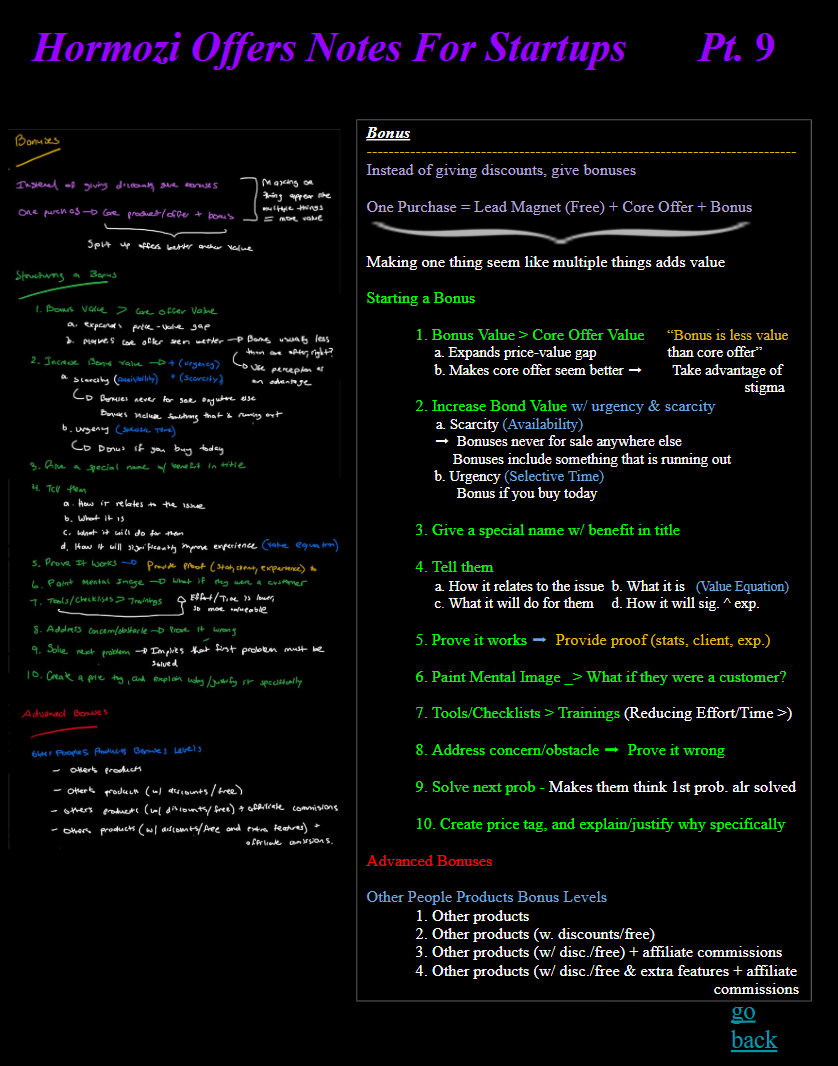 Hormozi Offers Notes For Startups Pt. 9
Bonuses
Instead of giving discounts give bonuses
One purchas → Core product/offer + bonus
Making one
thing appear like
multiple things
= more value
Split up offers better anchor value
Structuring a Bonus
1. Bonus Value > Core offer Value
a. expands price-value gap
b. makes core offer seem better → Bonus usually less
than core offer, right?
↳ Use perception as
an advantage
2. Increase Bonus value → + (urgency)
+ (scarcity)
a. Scarcity (Availability)
↳ Bonuses never for sale anywhere else
Bonuses include something that is running out
b. urgency (Selective Time)
↳ Bonus if you buy today
3. Give a special name w/ benefit in title
4. Tell them
a. How it relates to the issue
b. What it is
c. What it will do for them
d. How it will significantly improve experience (Value equation)
5. Prove It works → Provide proof (stats, client, experience)
6. Paint Mental Image → What if they were a customer
7. Tools/Checklists > Trainings
Effort/Time is lower,
so more valueable
8. Address concern/obstacle → Prove it wrong
9. Solve next problem → Implies that first problem must be
solved
10. Create a price tag, and explain why/justify it specifically
Advanced Bonuses
Other Peoples Products Bonuses Levels
- Others products
- Others products (w/ discounts/free)
- others products (w/ discounts/free) + affiliate commisions
- others products (w/ discounts/free and extra features) +
affiliate
Bonus
Instead of giving discounts, give bonuses
One Purchase = Lead Magnet (Free) + Core Offer + Bonus
Making one thing seem like multiple things adds value
Starting a Bonus
1. Bonus Value > Core Offer Value “Bonus is less value
a. Expands price-value gap than core offer”
b. Makes core offer seem better → Take advantage of
stigma
2. Increase Bond Value w/ urgency & scarcity
a. Scarcity (Availability)
→ Bonuses never for sale anywhere else
Bonuses include something that is running out
b. Urgency (Selective Time)
Bonus if you buy today
3. Give a special name w/ benefit in title
4. Tell them
a. How it relates to the issue b. What it is (Value Equation)
c. What it will do for them d. How it will sig. ^ exp.
5. Prove it works → Provide proof (stats, client, exp.)
6. Paint Mental Image _> What if they were a customer?
7. Tools/Checklists > Trainings (Reducing Effort/Time >)
8. Address concern/obstacle → Prove it wrong
9. Solve next prob - Makes them think 1st prob. alr solved
10. Create price tag, and explain/justify why specifically
Advanced Bonuses
Other People Products Bonus Levels
1. Other products
2. Other products (w. discounts/free)
3. Other products (w/ disc./free) + affiliate commissions
4. Other products (w/ disc./free & extra features + affiliate
commissions
go
back